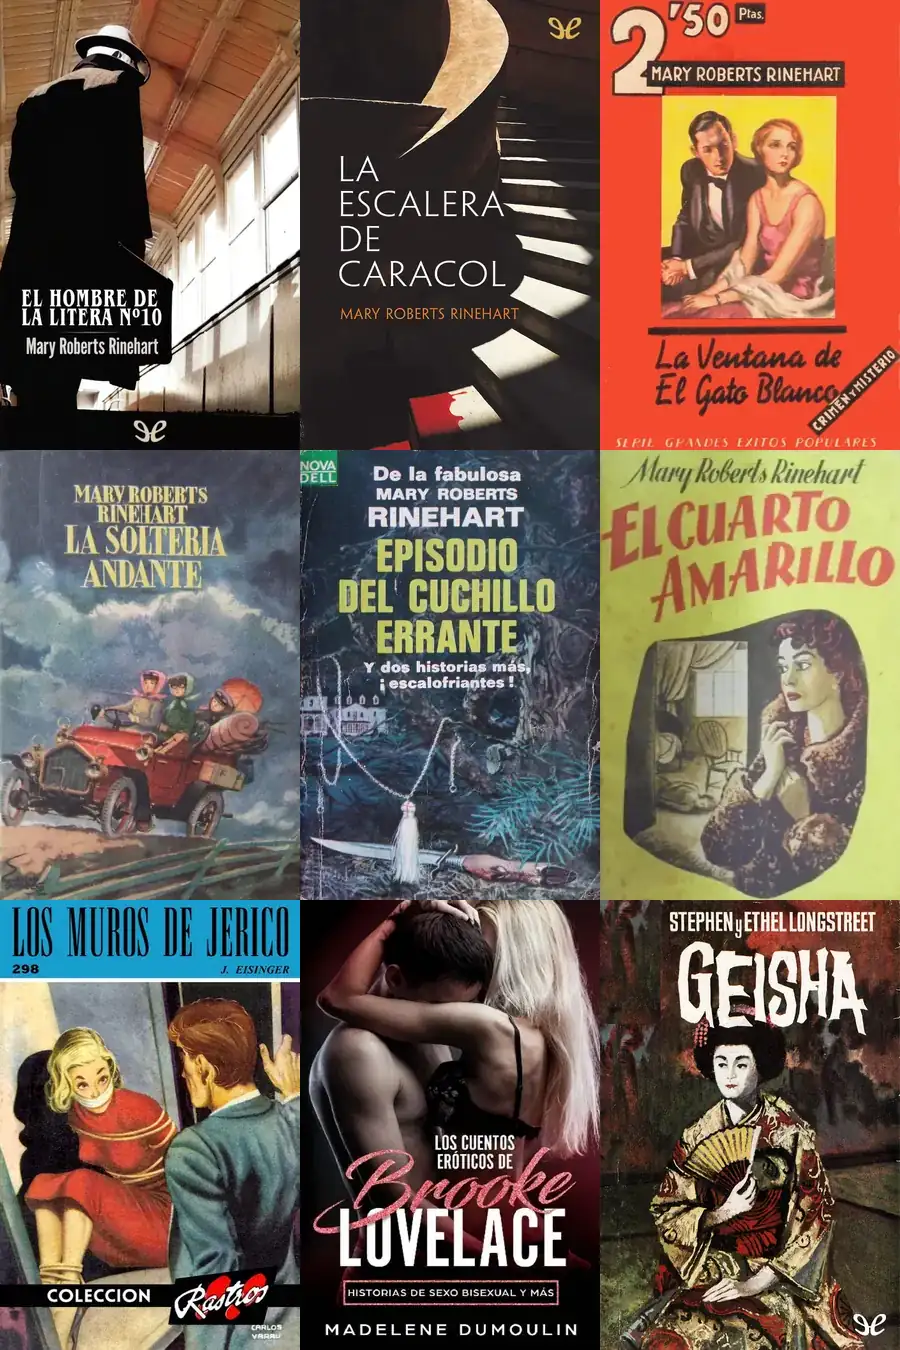 EL HOMBRE DE
LA LITERA Nº10
Mary Roberts Rinehart
LA
ESCALERA
DE
CARACOL
MARY ROBERTS RINEHART
2'50 Ptas.
MARY ROBERTS RINEHART
La Ventana de
El Gato Blanco
CRIMEN Y MISTERIO
SERIE GRANDES EXITOS POPULARES
MARY ROBERTS
RINEHART
LA SOLTERIA
ANDANTE
NOVA
DELL
De la fabulosa
MARY ROBERTS
RINEHART
EPISODIO
DEL CUCHILLO
ERRANTE
Y dos historias más,
¡escalofriantes!
Mary Roberts Rinehart
EL CUARTO
AMARILLO
LOS MUROS DE JERICO
298
J. EISINGER
COLECCION
Rastros
CARLOS
LOS CUENTOS
ERÓTICOS DE
Brooke
LOVELACE
HISTORIAS DE SEXO BISEXUAL Y MÁS
MADELENE DUMOULIN
STEPHEN y ETHEL LONGSTREET
GEISHA